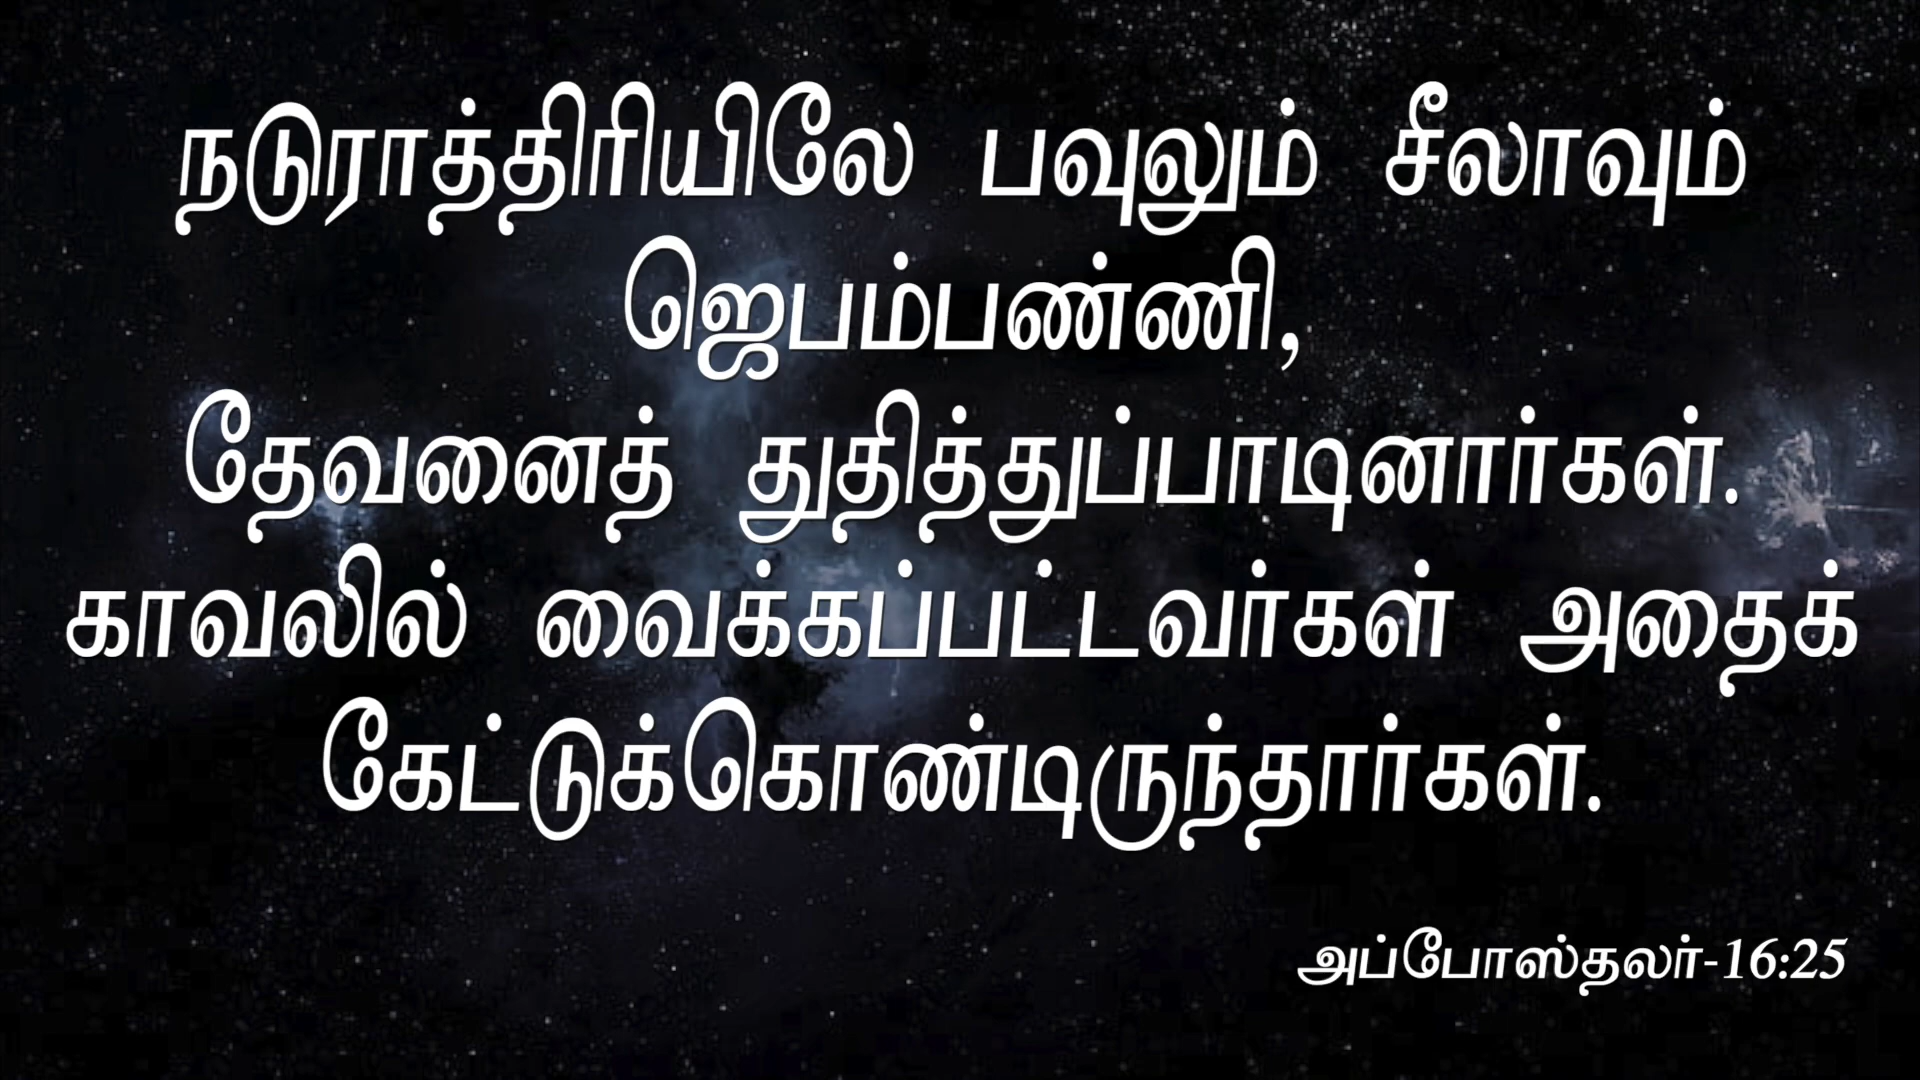 நடுராத்திரியிலே பவுலும் சீலாவும்
ஜெபம்பண்ணி,
தேவனைத் துதித்துப்பாடினார்கள்.
காவலில் வைக்கப்பட்டவர்கள் அதைக்
கேட்டுக்கொண்டிருந்தார்கள்.
அப்போஸ்தலர்-16:25